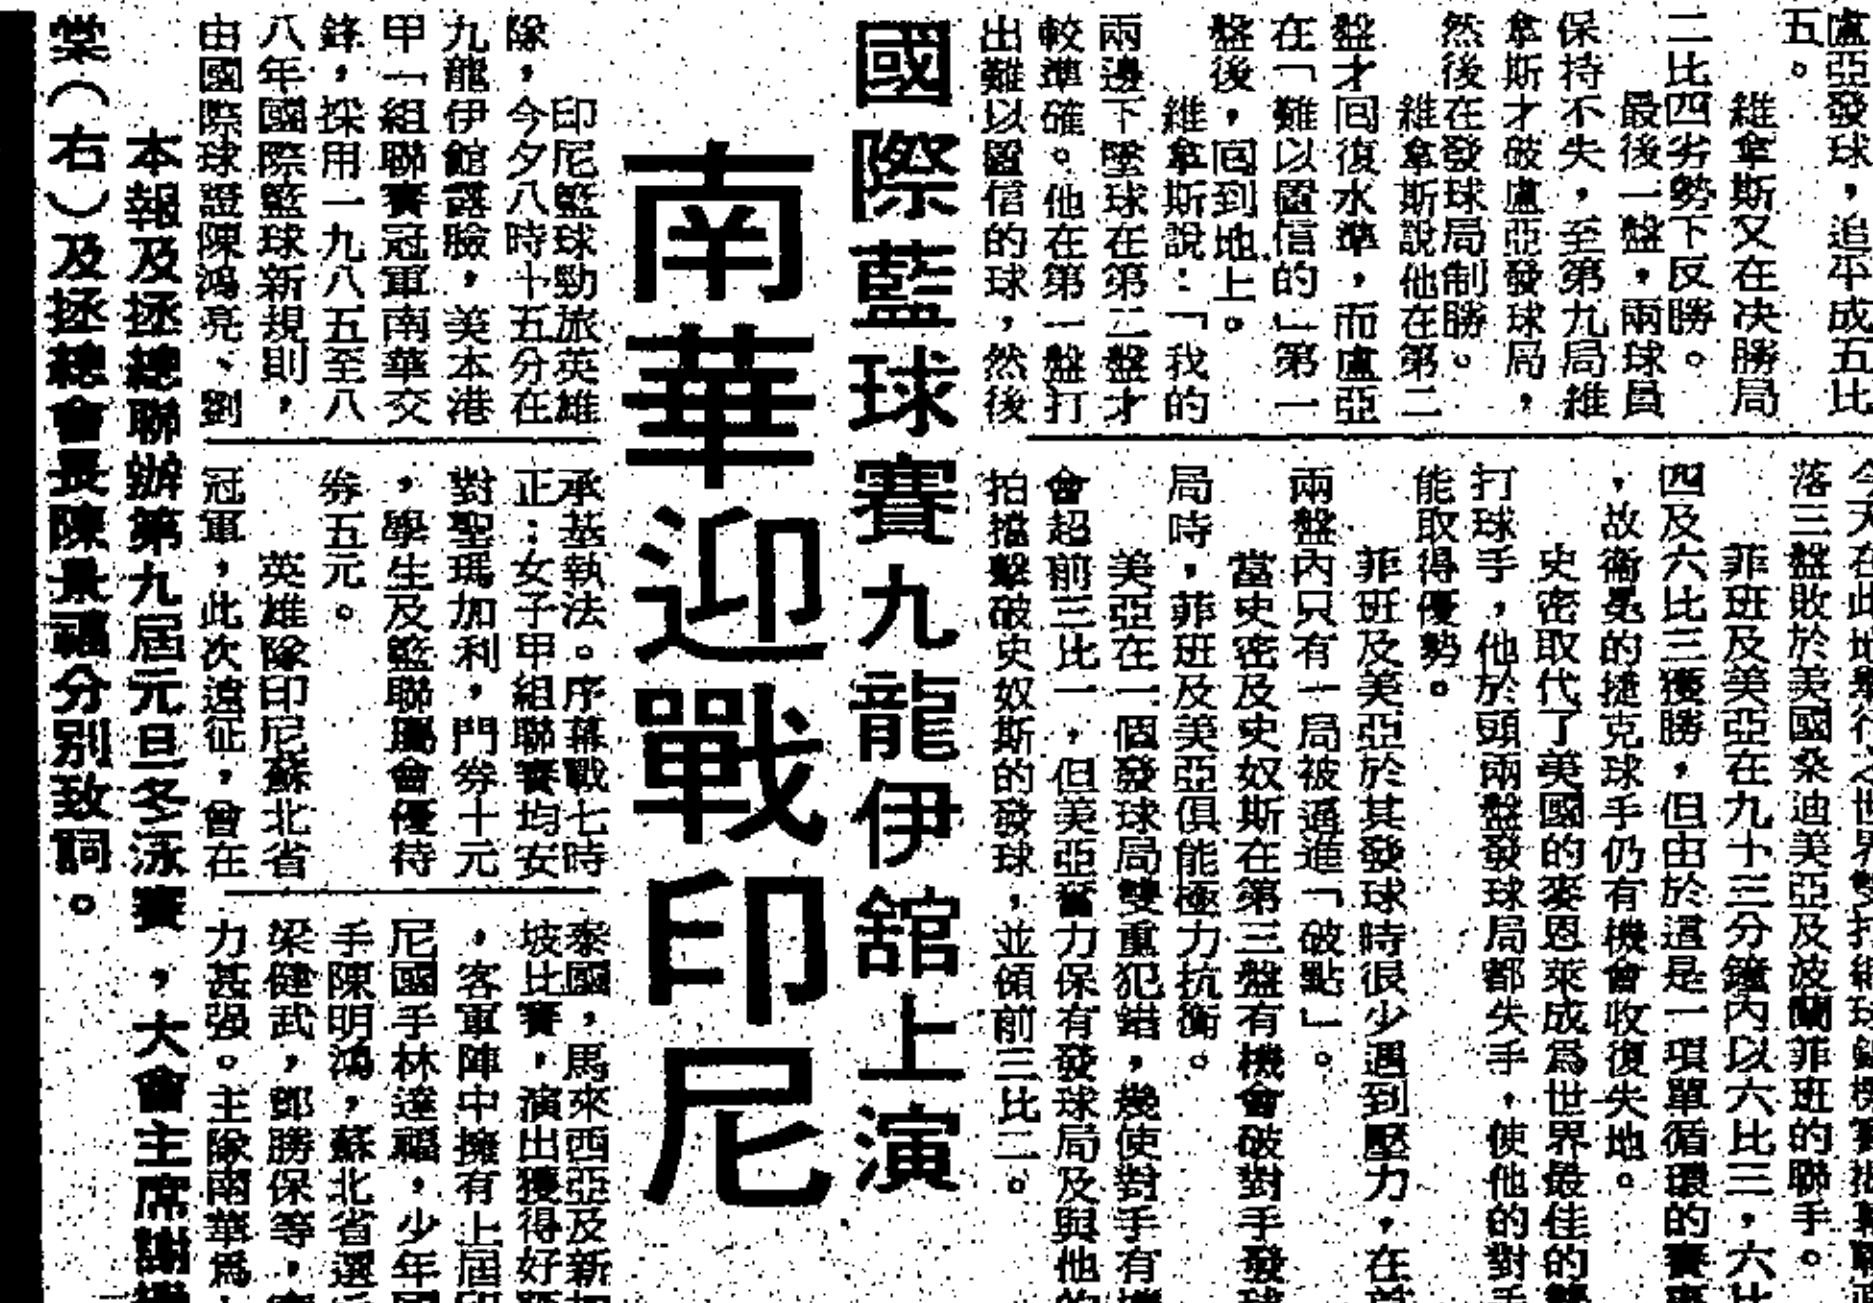 盧亞發球，追平成五比
五。
維拿斯又在決勝局
二比四劣勢下反勝。
最後一盤，兩球員
保持不失，至第九局維
拿斯才破盧亞發球局，
然後在發球局制勝。
維拿斯說他在第二
盤才囘復水準，而盧亞
在「難以置信的」第一
盤後，囘到地上。
維拿斯說：「我的
兩邊下墜球在第二盤才
較準確。他在第一盤打
出難以置信的球，然後
落三盤敗於美國桑迪美亞及波蘭菲班的聯手。
菲班及美亞在九十三分鐘內以六比三，六比
四及六比三獲勝，但由於這是一項單循環的賽
，故衞冕的捷克球手仍有機會收復失地。
史密取代了美國的麥恩萊成爲世界最佳的雙
打球手，他於頭兩盤發球局都失手，使他的對手
能取得優勢。
菲班及美亞於其發球時很少遇到壓力，在首
兩盤內只有一局被逼進「破點」。
當史密及史奴斯在第三盤有機會破對手發球
局時，菲班及美亞俱能極力抗衡。
美亞在一個發球局雙重犯錯，幾使對手有機
會起前三比一，但美亞奮力保有發球局及與他的
拍擋擊破史奴斯的發球，並領前三比二。
國際藍球賽九龍伊舘上演
南華迎戰印尼
印尼籃球勁旅英雄
隊，今夕八時十五分在
九龍伊館露臉，美本港
甲「組聯賽冠軍南華交
鋒，採用一九八五至八
八年國際籃球新規則，
由國際球證陳鴻亮、劉
承基執法。序幕戰七時
正：女子甲組聯賽均安
對聖瑪加利，門券十元
，學生及籃聯屬會優待
券五元。
英雄隊印尼蘇北省
冠軍，此次遠征，曾在
泰國，馬來西亞及新加
坡比賽，演出獲得好評
，客軍陣中擁有上屆印
尼國手林達福，少年國
手陳明鴻，蘇北省選
梁健武，鄧勝保等，
力甚强。主隊南華爲
本報及拯總聯辦第九屆元旦冬泳賽，大會主席謝
棠（右）及拯總會長陳景福分別致詞。